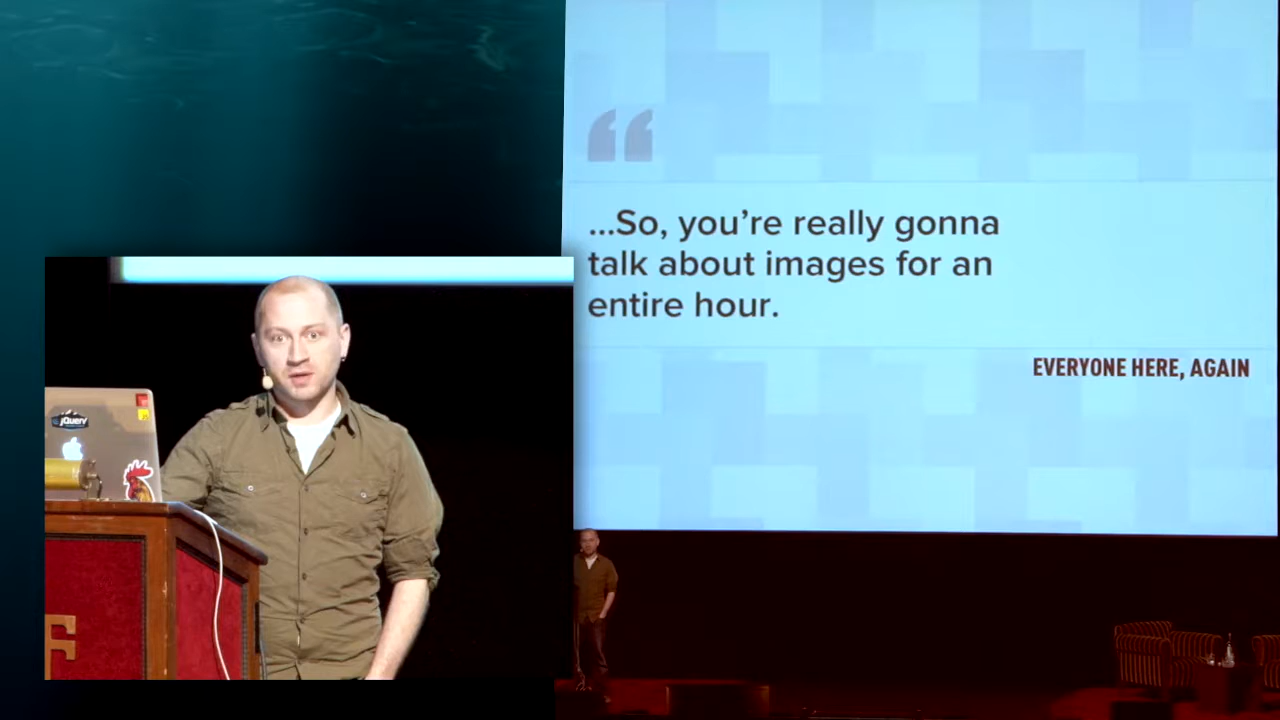 “
...So, you’re really gonna
talk about images for an
entire hour.
EVERYONE HERE, AGAIN
jQuery
F